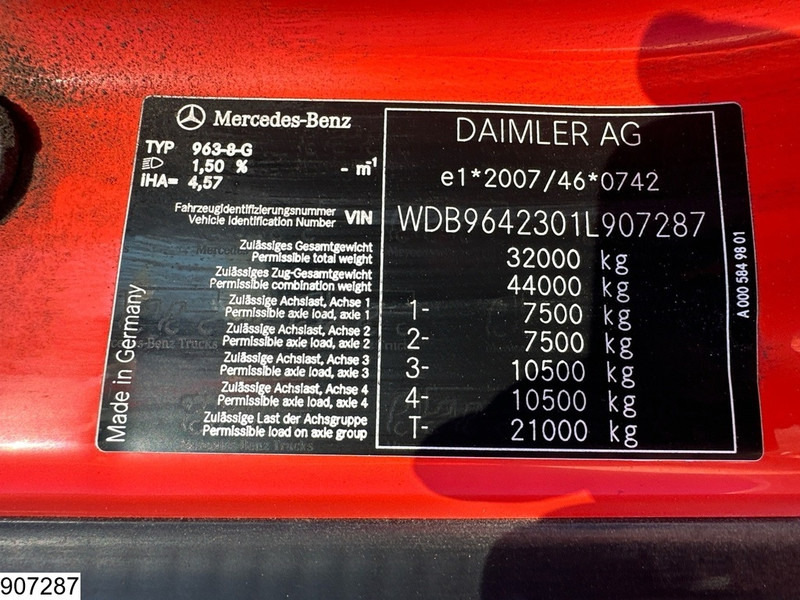 Mercedes-Benz
DAIMLER AG
TYP 963-8-G
1,50 % - m⁻¹
iHA= 4,57
e1*2007/46*0742
Fahrzeugidentifizierungsnummer
Vehicle Identification Number VIN WDB9642301L907287
Zulässiges Gesamtgewicht
Permissible total weight 32000 kg
Zulässiges Zug-Gesamtgewicht
Permissible combination weight 44000 kg
Zulässige Achslast, Achse 1
Permissible axle load, axle 1 1- 7500 kg
Zulässige Achslast, Achse 2
Permissible axle load, axle 2 2- 7500 kg
Zulässige Achslast, Achse 3
Permissible axle load, axle 3 3- 10500 kg
Zulässige Achslast, Achse 4
Permissible axle load, axle 4 4- 10500 kg
Zulässige Last der Achsgruppe
Permissible load on axle group T- 21000 kg
Made in Germany
A 000 584 98 01
907287